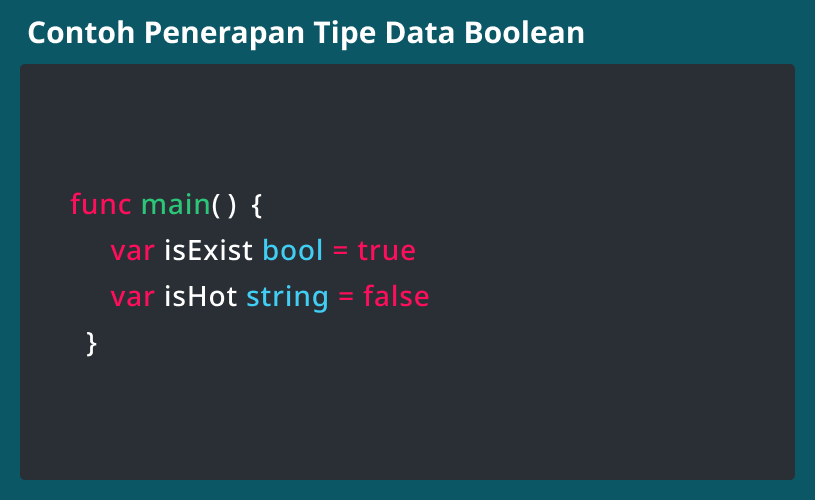 Contoh Penerapan Tipe Data Boolean
func main() {
var isExist bool = true
var isHot string = false
}